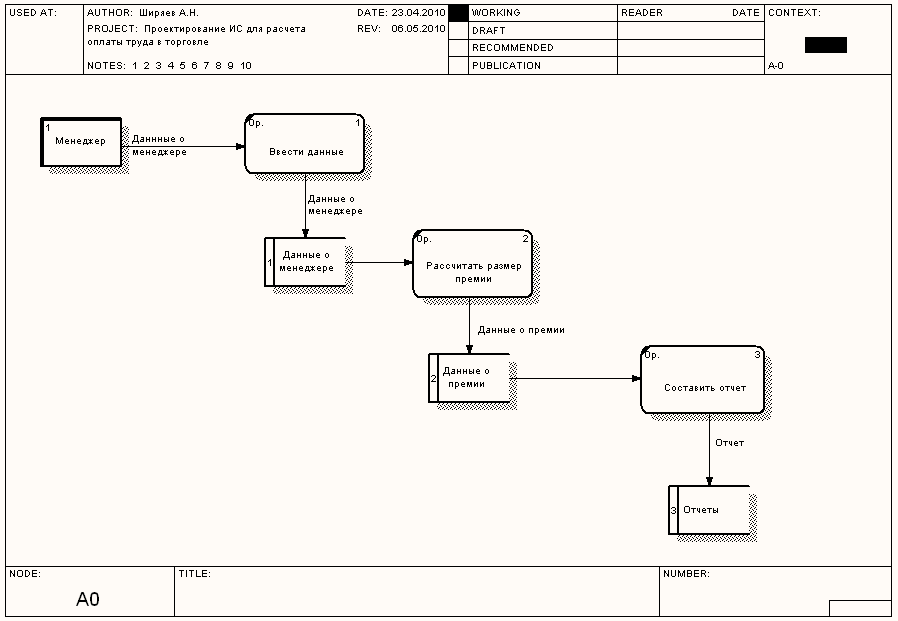 USED AT:
AUTHOR: Ширяев А.Н.
DATE: 23.04.2010
PROJECT: Проектирование ИС для расчета
оплаты труда в торговле
REV: 06.05.2010
NOTES: 1 2 3 4 5 6 7 8 9 10
WORKING
DRAFT
RECOMMENDED
PUBLICATION
READER DATE
CONTEXT:
A-0
1
Менеджер
Даннные о
менеджере
0р. 1
Ввести данные
Данные о
менеджере
1
Данные о
менеджере
0р. 2
Рассчитать размер
премии
Данные о премии
2
Данные о
премии
0р. 3
Составить отчет
Отчет
3 Отчеты
NODE:
A0
TITLE:
NUMBER: